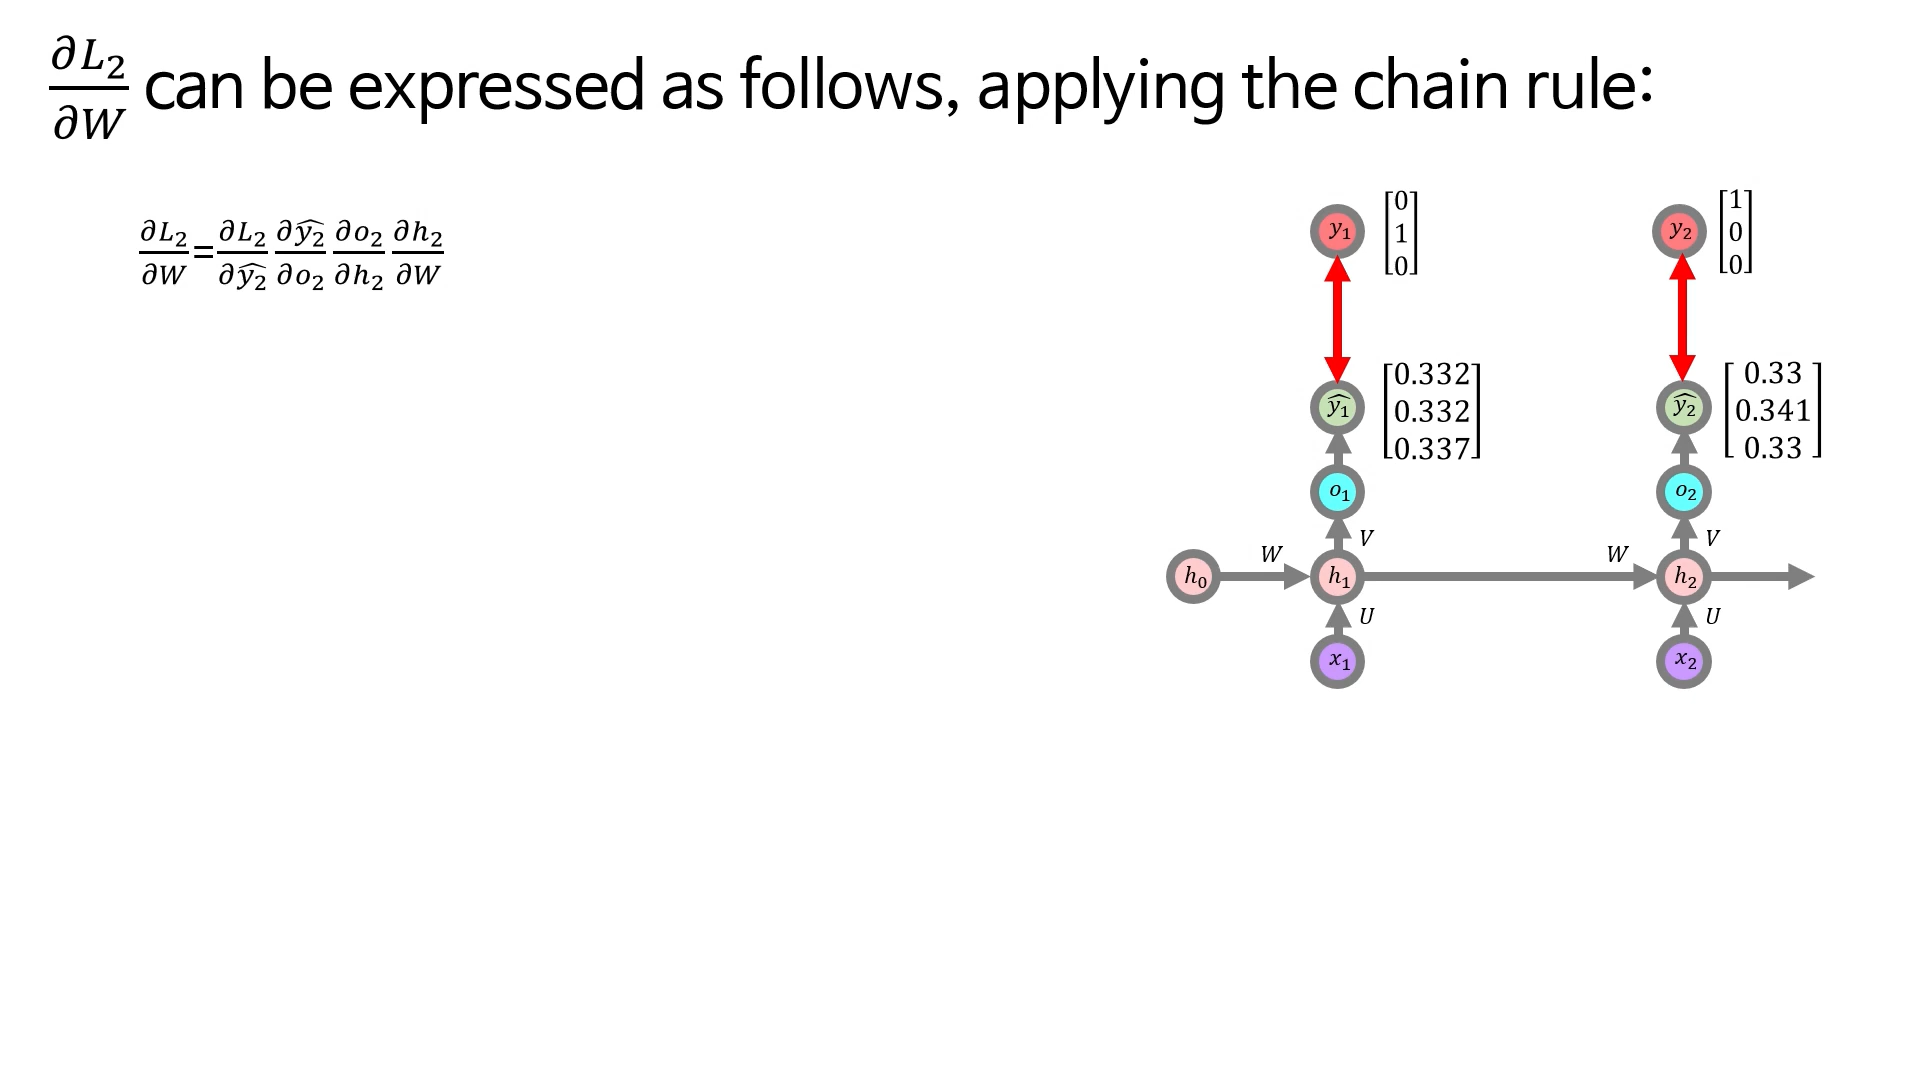 ∂L₂/∂W can be expressed as follows, applying the chain rule:
∂L₂/∂W = ∂L₂/∂ŷ₂ ∂ŷ₂/∂o₂ ∂o₂/∂h₂ ∂h₂/∂W
y₁ [0 1 0] y₂ [1 0 0]
ŷ₁ [0.332 0.332 0.337] ŷ₂ [0.33 0.341 0.33]
o₁ o₂
V V
W W
h₀ h₁ h₂
U U
x₁ x₂